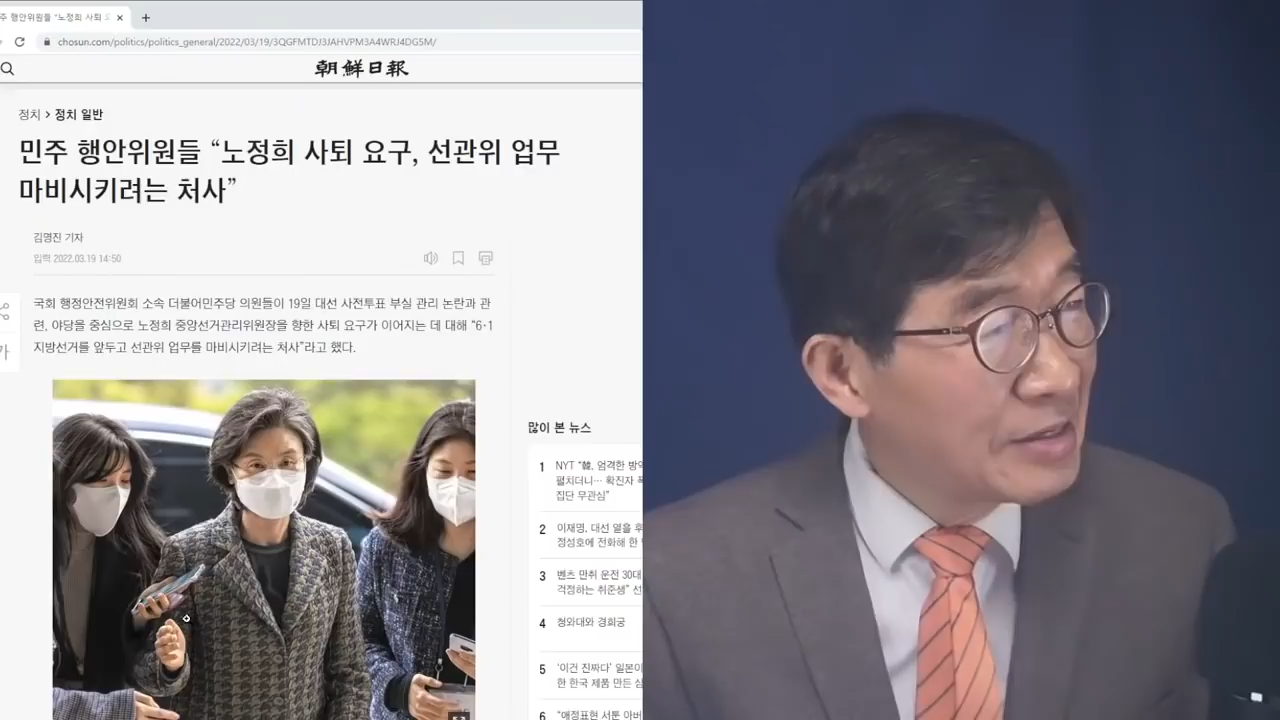 주 행안위원들 “노정희 사퇴
chosun.com/politics/politics_general/2022/03/19/3QGFMTDJ3JAHVPM3A4WRJ4DG5M/
朝鮮日報
정치 > 정치 일반
민주 행안위원들 “노정희 사퇴 요구, 선관위 업무
마비시키려는 처사”
김명진 기자
입력 2022.03.19 14:50
국회 행정안전위원회 소속 더불어민주당 의원들이 19일 대선 사전투표 부실 관리 논란과 관
련, 야당을 중심으로 노정희 중앙선거관리위원장을 향한 사퇴 요구가 이어지는 데 대해 “6·1
지방선거를 앞두고 선관위 업무를 마비시키려는 처사”라고 했다.
가
많이 본 뉴스
1 NYT “韓, 엄격한 방역
펼치더니… 확진자 폭
집단 무관심”
2 이재명, 대선 열흘 후
정성호에 전화해 한
3 벤츠 만취 운전 30대
걱정하는 취준생” 선
4 청와대와 경회궁
5 ‘이건 진짜다’ 일본이
한 한국 제품 만든 삼
6 “애정표현 서툰 아버